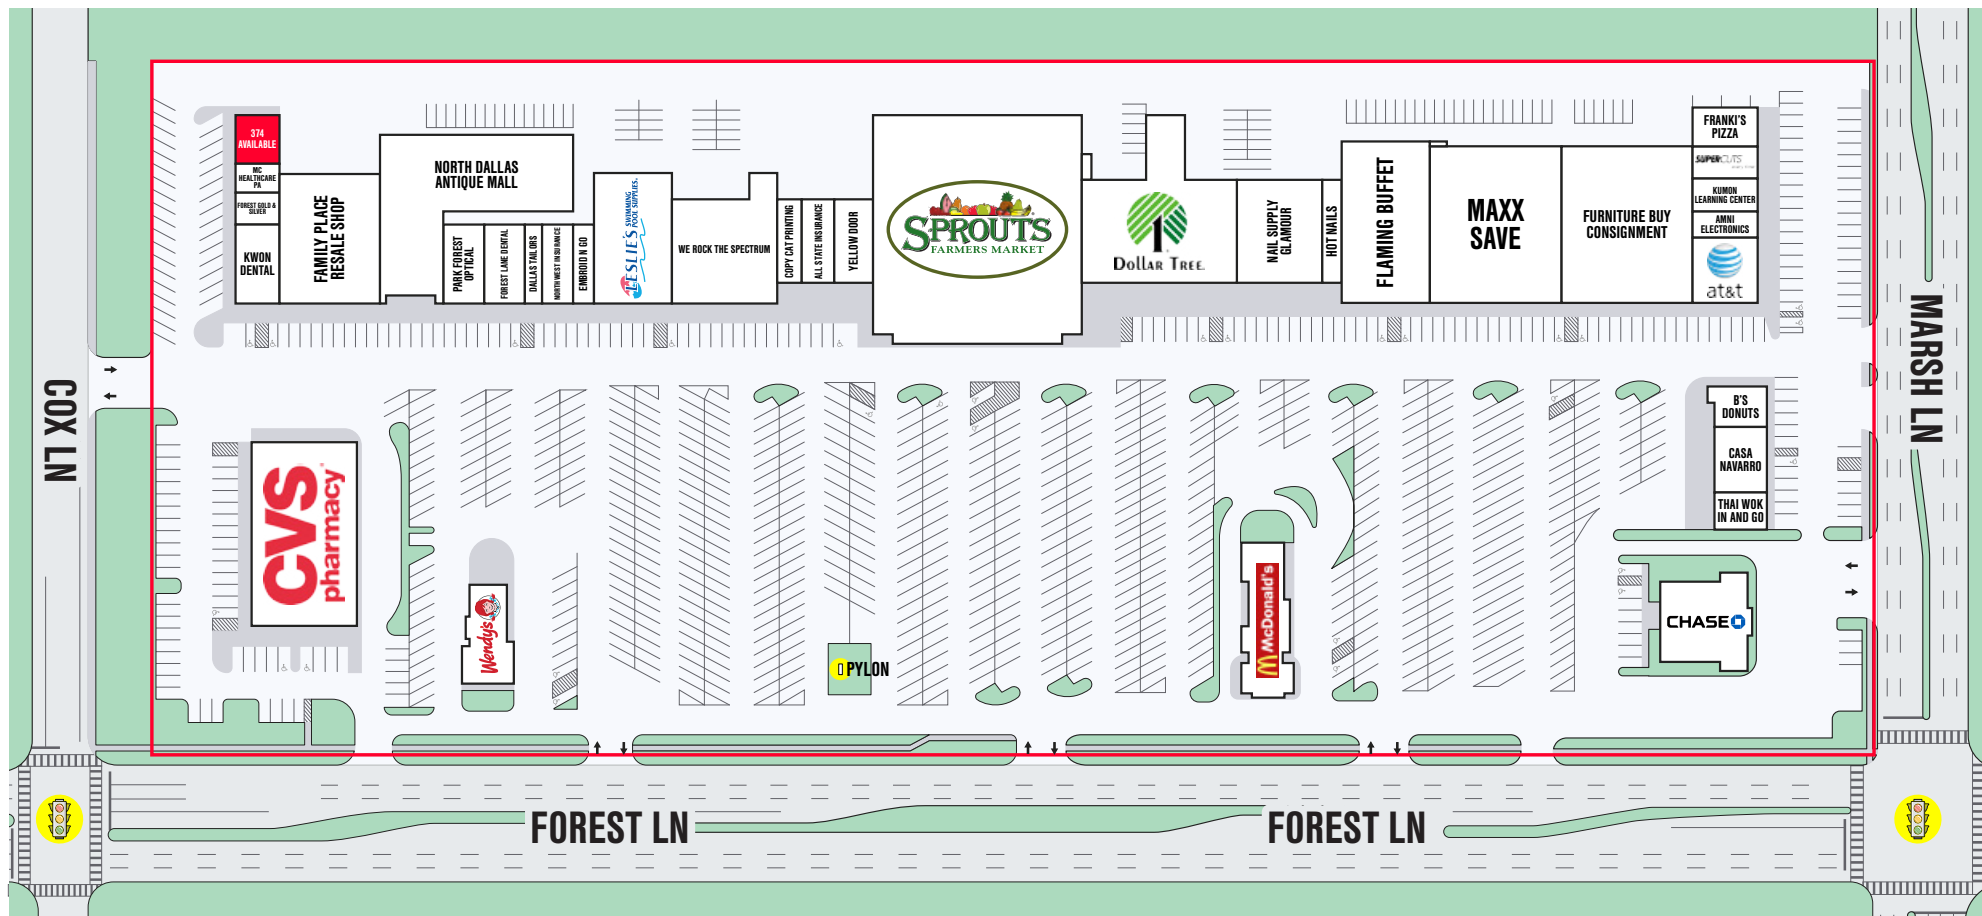 374
AVAILABLE
MC
HEALTHCARE
PA
FOREST GOLD &
SILVER
KWON
DENTAL
FAMILY PLACE
RESALE SHOP
NORTH DALLAS
ANTIQUE MALL
PARK FOREST
OPTICAL
FOREST LANE DENTAL
DALLAS TAILORS
NORTHWEST INSURANCE
EMBROID N GO
LESLIE'S
SWIMMING
POOL SUPPLIES.
WE ROCK THE SPECTRUM
COPY CAT PRINTING
ALL STATE INSURANCE
YELLOW DOOR
SPROUTS
FARMERS MARKET
1
DOLLAR TREE
NAIL SUPPLY
GLAMOUR
HOT NAILS
FLAMING BUFFET
MAXX
SAVE
FURNITURE BUY
CONSIGNMENT
FRANKI'S
PIZZA
SUPERCUTS
KUMON
LEARNING CENTER
AMNI
ELECTRONICS
at&t
COX LN
MARSH LN
CVS
pharmacy
Wendy's
PYLON
McDonald's
B'S
DONUTS
CASA
NAVARRO
THAI WOK
IN AND GO
CHASE
FOREST LN
FOREST LN